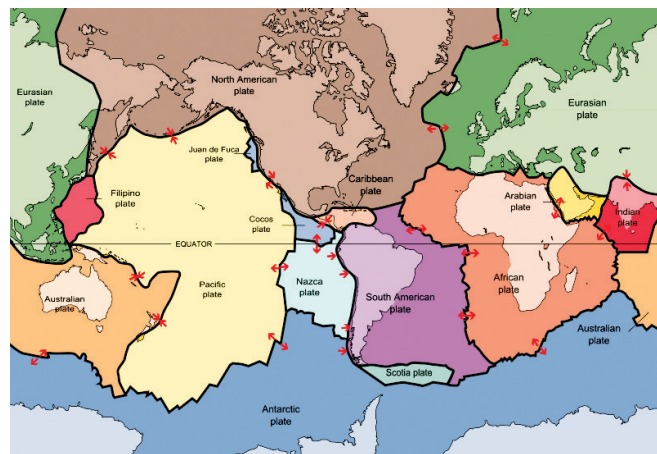 North American
plate
Eurasian
plate
Eurasian
plate
Juan de Fuca
plate
Caribbean
plate
Filipino
plate
Arabian
plate
Indian
plate
Cocos
plate
EQUATOR
Pacific
plate
Nazca
plate
South American
plate
African
plate
Australian
plate
Australian
plate
Scotia plate
Antarctic
plate